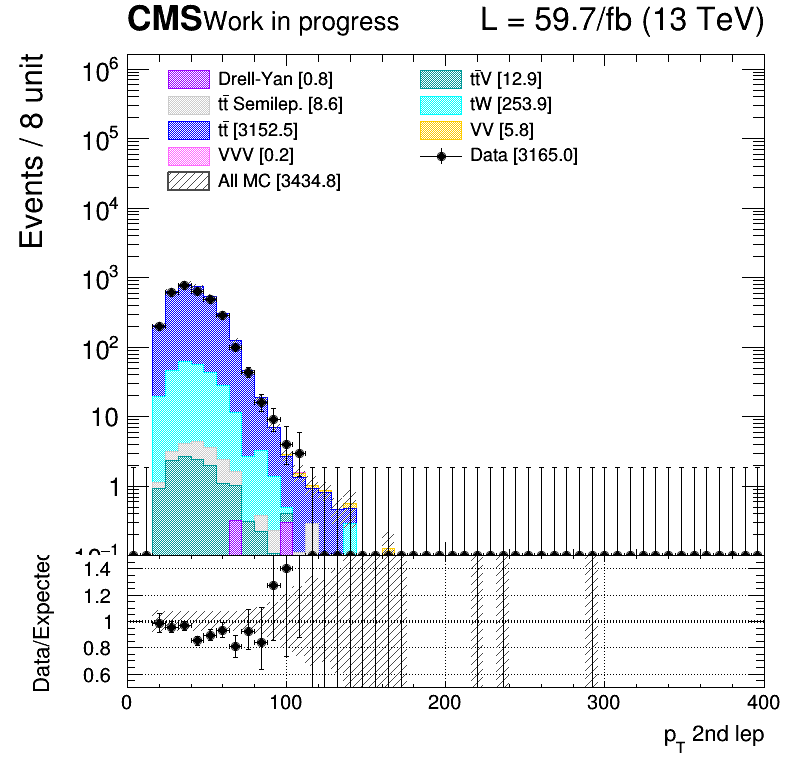 CMS Work in progress L = 59.7/fb (13 TeV)
Events / 8 unit
10⁶
10⁵
10⁴
10³
10²
10
1
10⁻¹
Drell-Yan [0.8]
tt̄ Semilep. [8.6]
tt̄ [3152.5]
VVV [0.2]
All MC [3434.8]
tt̄V [12.9]
tW [253.9]
VV [5.8]
Data [3165.0]
Data/Expected
1.4
1.2
1
0.8
0.6
0 100 200 300 400
p_T 2nd lep